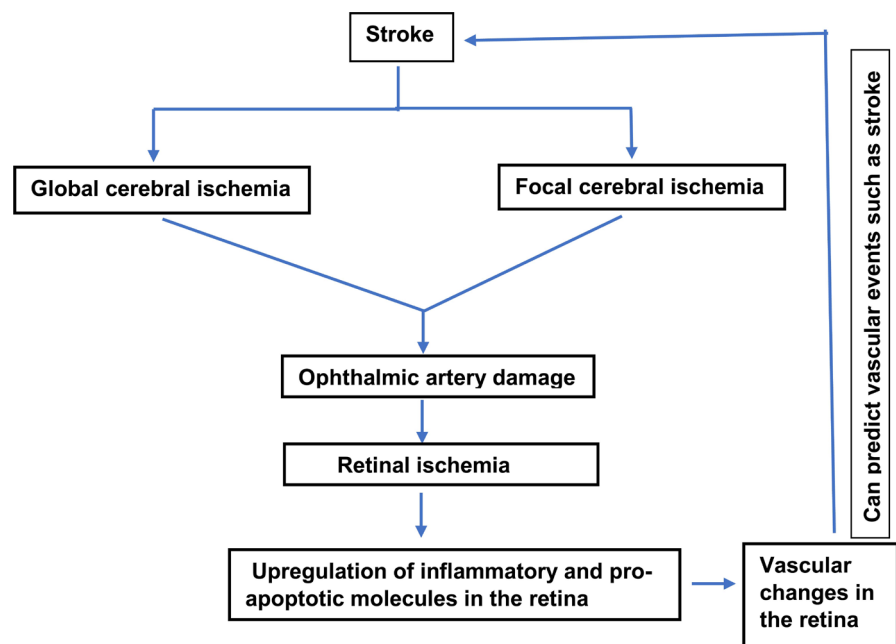 Stroke
Global cerebral ischemia
Focal cerebral ischemia
Ophthalmic artery damage
Retinal ischemia
Upregulation of inflammatory and pro-
apoptotic molecules in the retina
Vascular
changes in
the retina
Can predict vascular events such as stroke